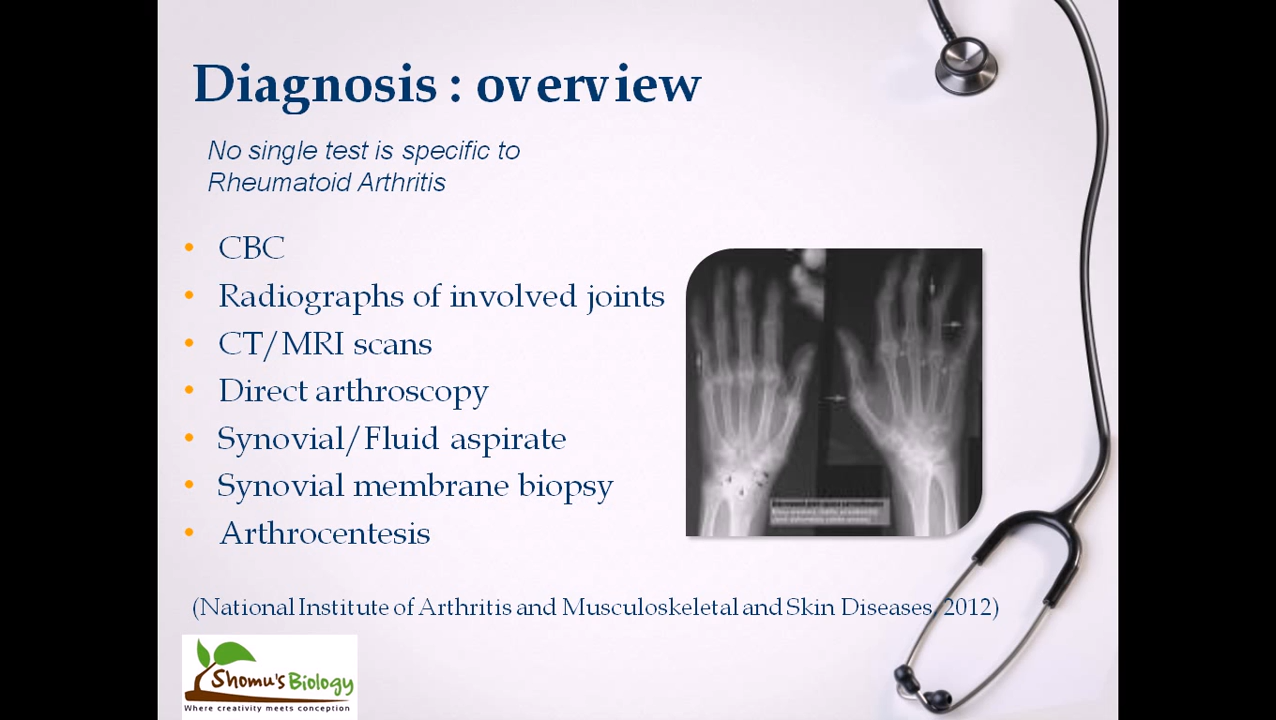 Diagnosis : overview
No single test is specific to
Rheumatoid Arthritis
• CBC
• Radiographs of involved joints
• CT/MRI scans
• Direct arthroscopy
• Synovial/Fluid aspirate
• Synovial membrane biopsy
• Arthrocentesis
(National Institute of Arthritis and Musculoskeletal and Skin Diseases, 2012)
Shomu's Biology
Where creativity meets conception